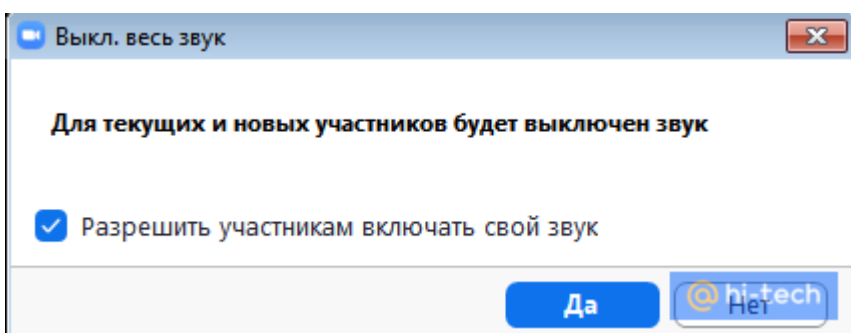 Выкл. весь звук
Для текущих и новых участников будет выключен звук
Разрешить участникам включать свой звук
Да
Нет
@hi-tech